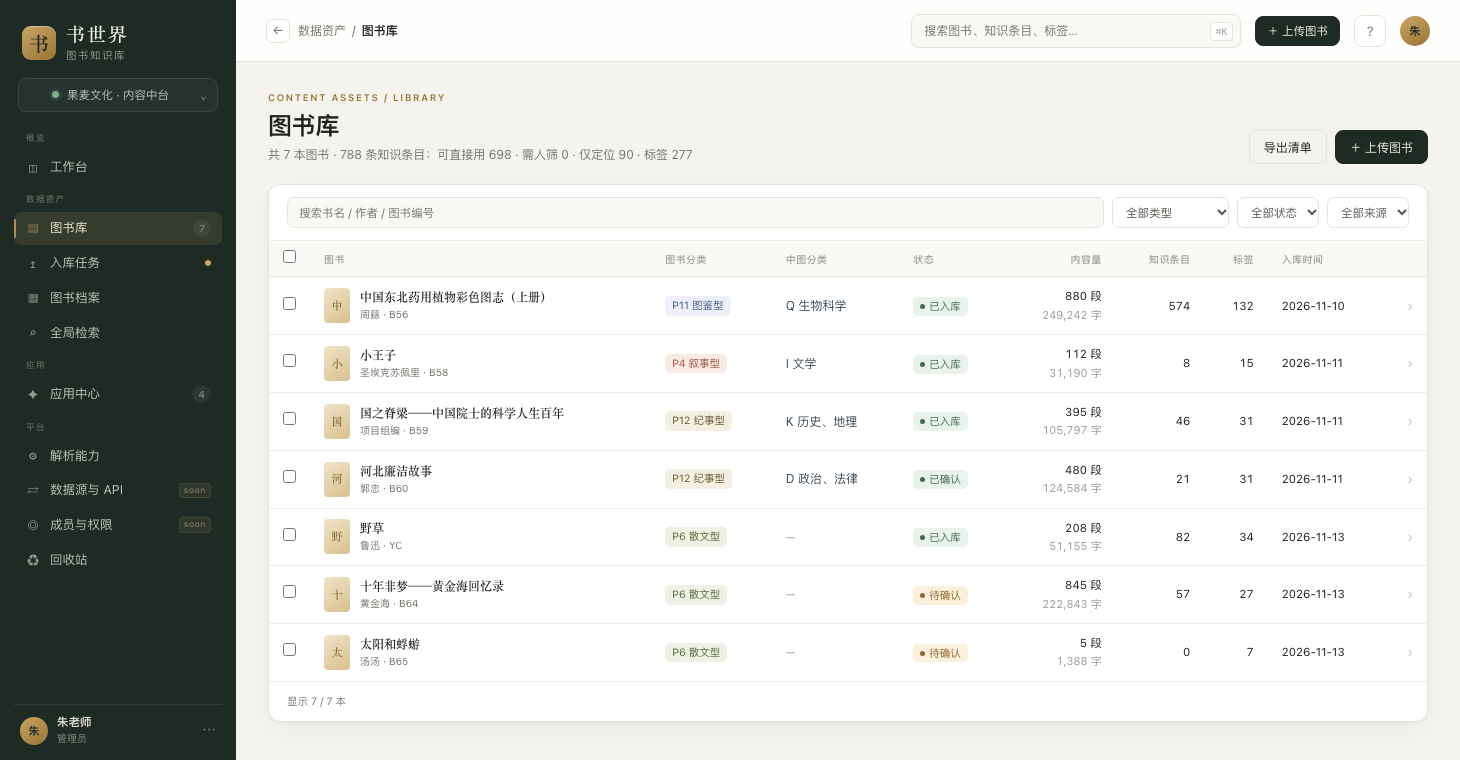 书 书世界
图书知识库
果麦文化 · 内容中台
概览
工作台
数据资产
图书库 7
入库任务
图书档案
全局检索
应用
应用中心 4
平台
解析能力
数据源与 API soon
成员与权限 soon
回收站
朱 朱老师
管理员
← 数据资产 / 图书库
搜索图书、知识条目、标签... ⌘K
+ 上传图书
?
朱
CONTENT ASSETS / LIBRARY
图书库
共 7 本图书 · 788 条知识条目：可直接用 698 · 需人筛 0 · 仅定位 90 · 标签 277
导出清单 + 上传图书
搜索书名 / 作者 / 图书编号 全部类型 全部状态 全部来源
图书 图书分类 中图分类 状态 内容量 知识条目 标签 入库时间
中 中国东北药用植物彩色图志（上册） P11 图鉴型 Q 生物科学 已入库 880 段 574 132 2026-11-10
周繇 · B56 249,242 字
小 小王子 P4 叙事型 I 文学 已入库 112 段 8 15 2026-11-11
圣埃克苏佩里 · B58 31,190 字
国 国之脊梁——中国院士的科学人生百年 P12 纪事型 K 历史、地理 已入库 395 段 46 31 2026-11-11
项目组编 · B59 105,797 字
河 河北廉洁故事 P12 纪事型 D 政治、法律 已确认 480 段 21 31 2026-11-11
郭忠 · B60 124,584 字
野 野草 P6 散文型 — 已入库 208 段 82 34 2026-11-13
鲁迅 · YC 51,155 字
十 十年非梦——黄金海回忆录 P6 散文型 — 待确认 845 段 57 27 2026-11-13
黄金海 · B64 222,843 字
太 太阳和蜉蝣 P6 散文型 — 待确认 5 段 0 7 2026-11-13
汤汤 · B65 1,388 字
显示 7 / 7 本